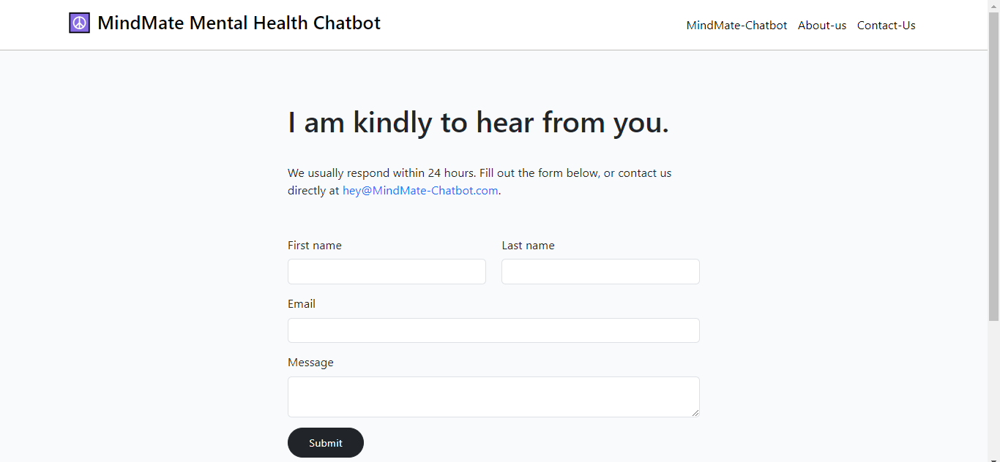 MindMate Mental Health Chatbot
MindMate-Chatbot About-us Contact-Us
I am kindly to hear from you.
We usually respond within 24 hours. Fill out the form below, or contact us
directly at hey@MindMate-Chatbot.com.
First name Last name
Email
Message
Submit